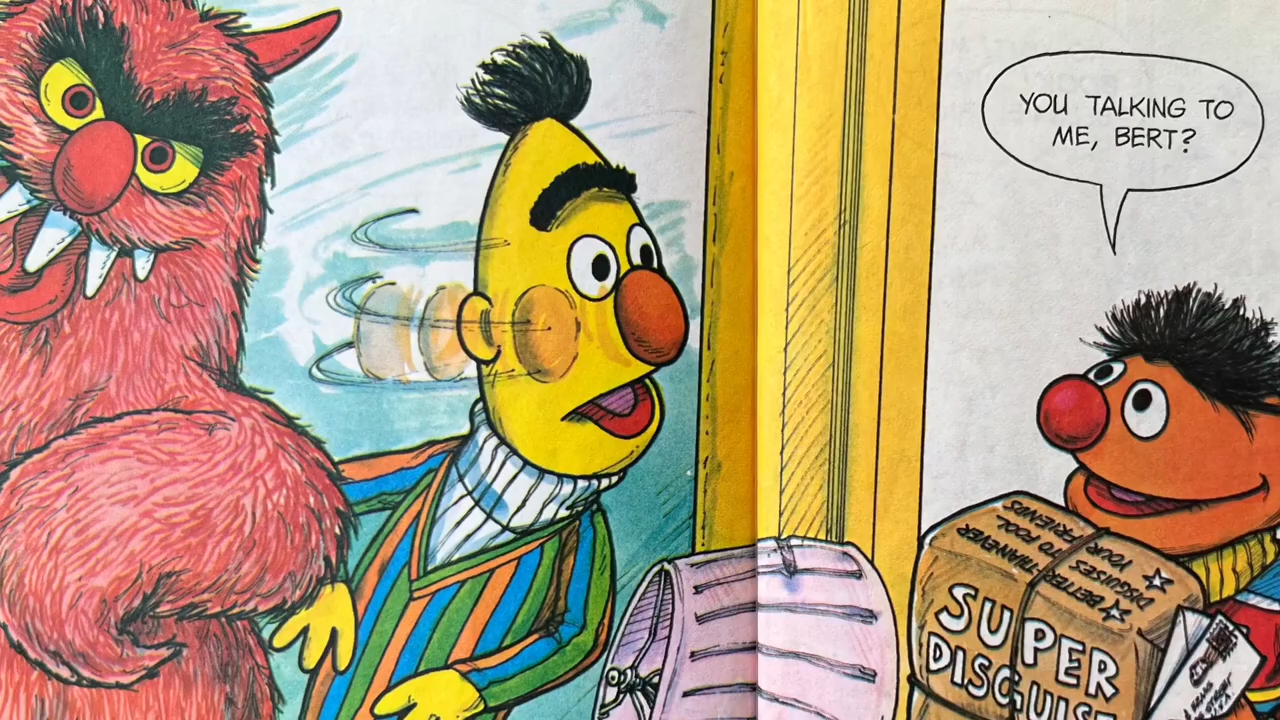 YOU TALKING TO
ME, BERT?
BETTER THAN EVER
DISGUISES TO FOOL
YOUR FRIENDS
SUPER
DISGUISE